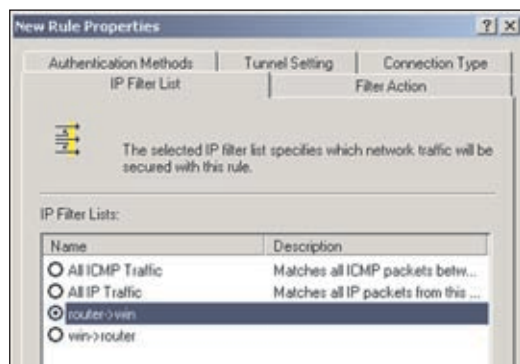 New Rule Properties
Authentication Methods Tunnel Setting Connection Type
IP Filter List Filter Action
The selected IP filter list specifies which network traffic will be
secured with this rule.
IP Filter Lists:
Name Description
All ICMP Traffic Matches all ICMP packets betw...
All IP Traffic Matches all IP packets from this ...
router->win
win->router